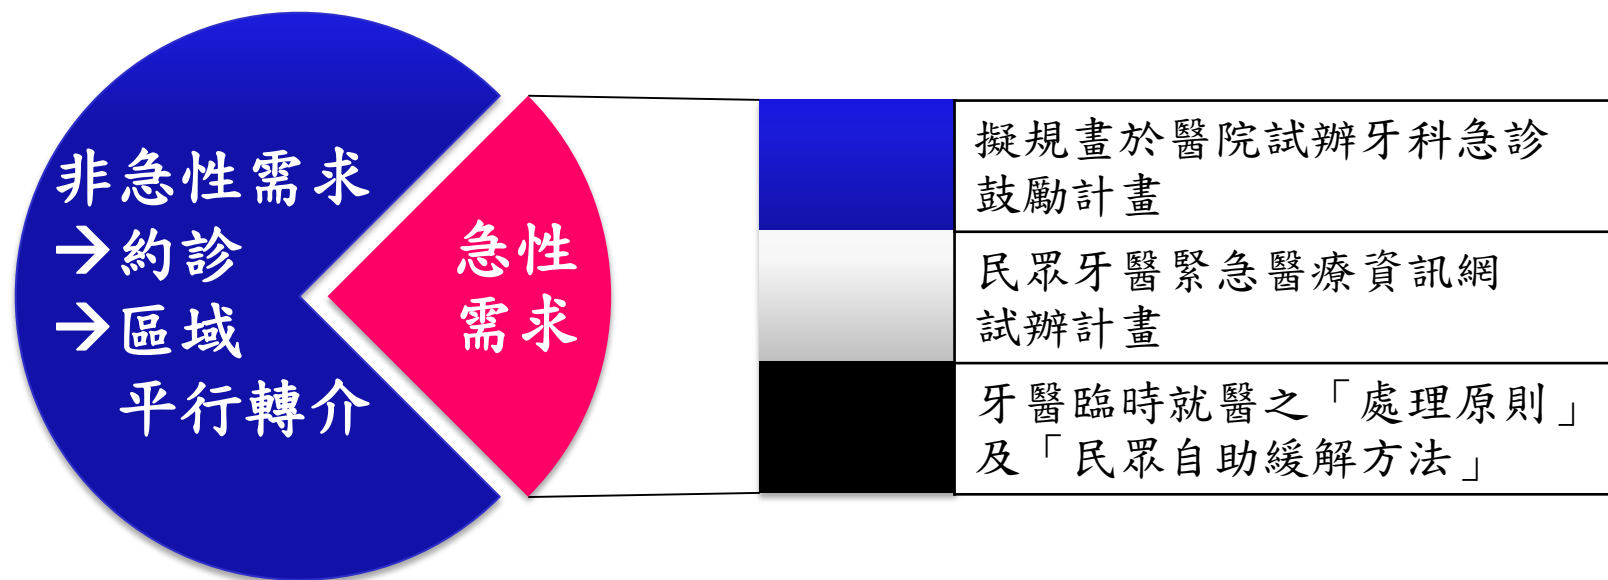 非急性需求
→約診
→區域
平行轉介
急性
需求
擬規畫於醫院試辦牙科急診
鼓勵計畫
民眾牙醫緊急醫療資訊網
試辦計畫
牙醫臨時就醫之「處理原則」
及「民眾自助緩解方法」